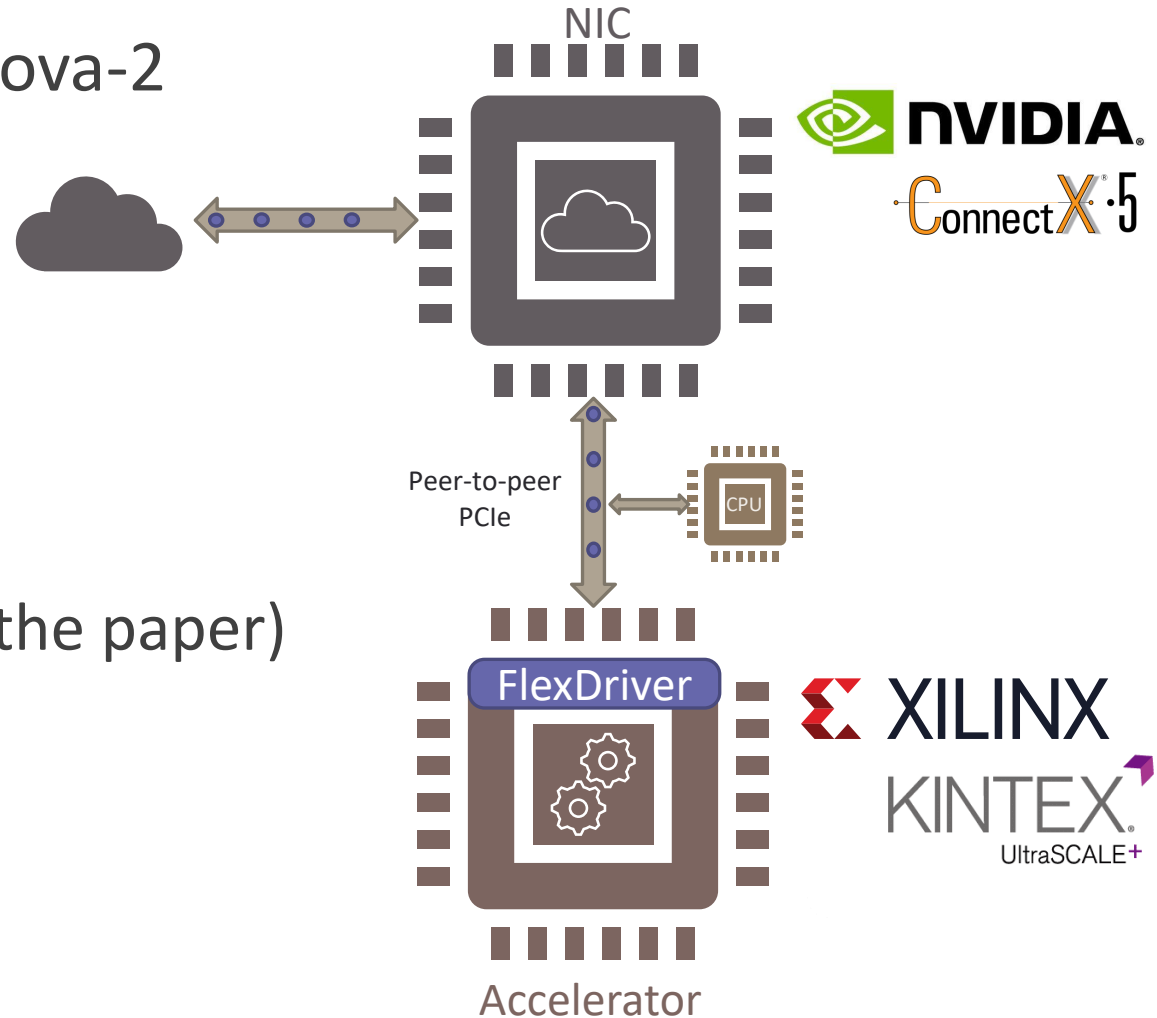 NIC
ova-2
NVIDIA.
ConnectX®·5
Peer-to-peer
PCIe
CPU
the paper)
FlexDriver
XILINX
KINTEX.
UltraSCALE+
Accelerator